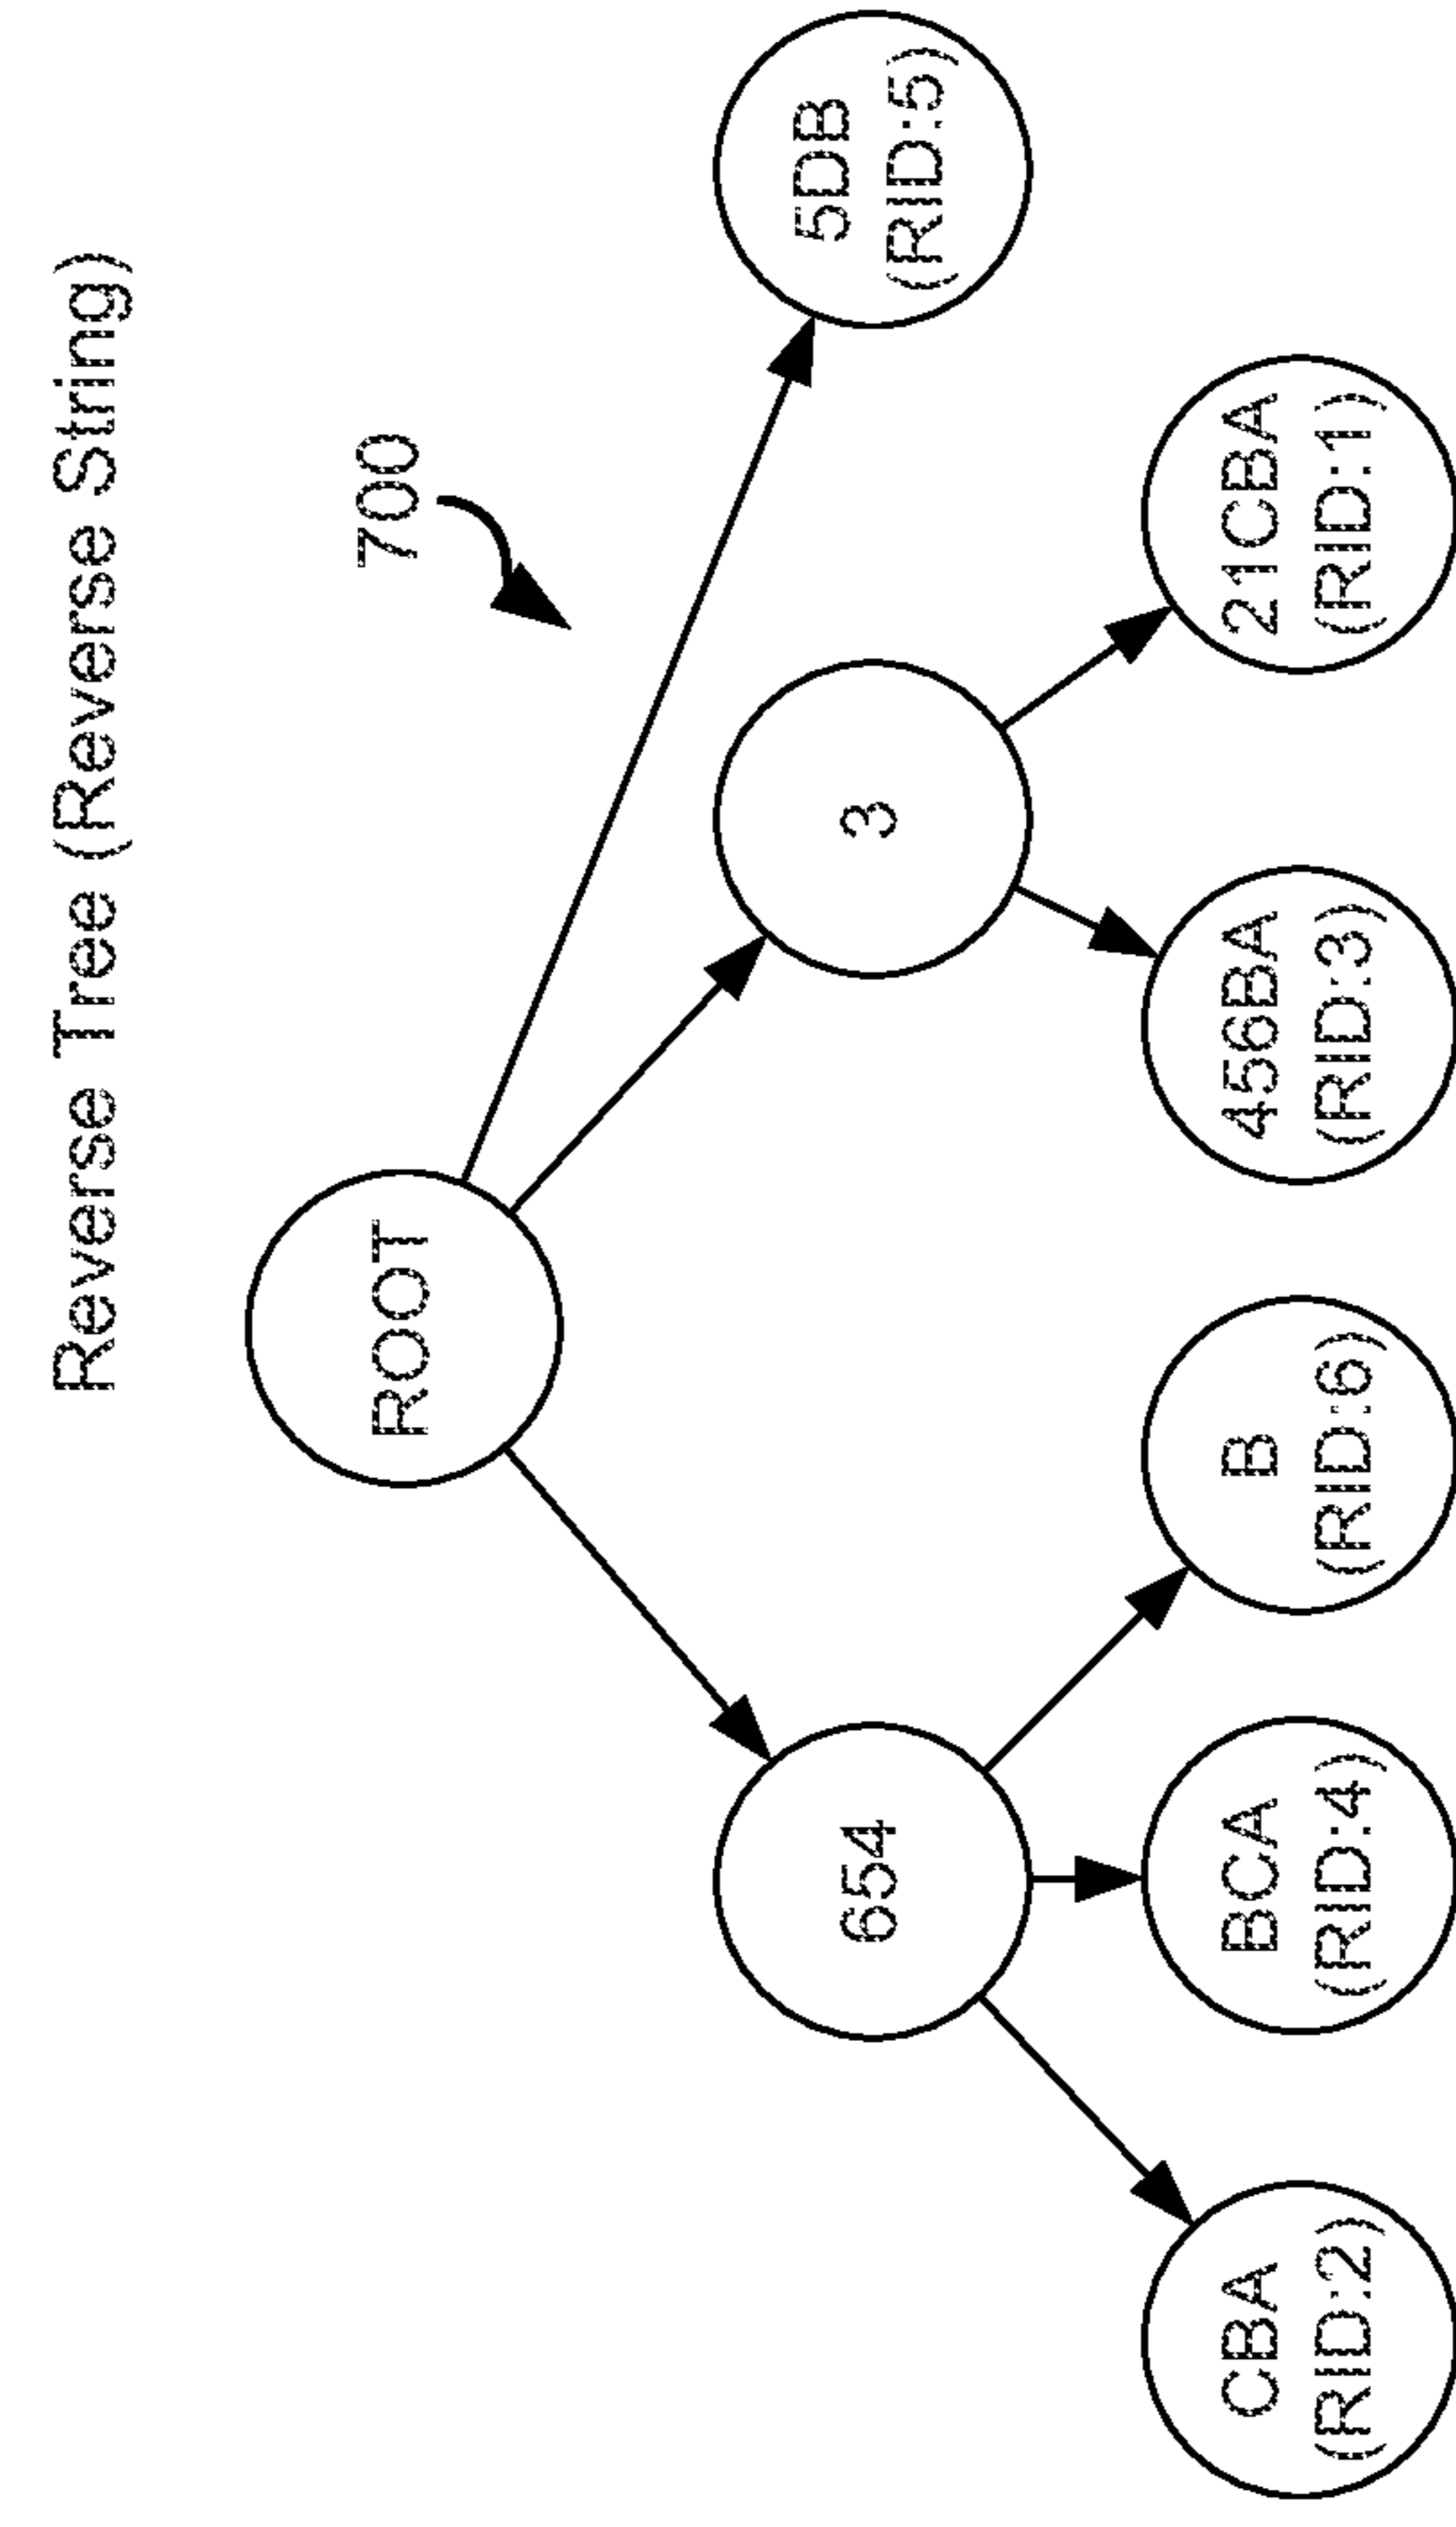 Reverse Tree (Reverse String)
700
ROOT
654
3
5DB
(RID:5)
CBA
(RID:2)
BCA
(RID:4)
B
(RID:6)
456BA
(RID:3)
21CBA
(RID:1)